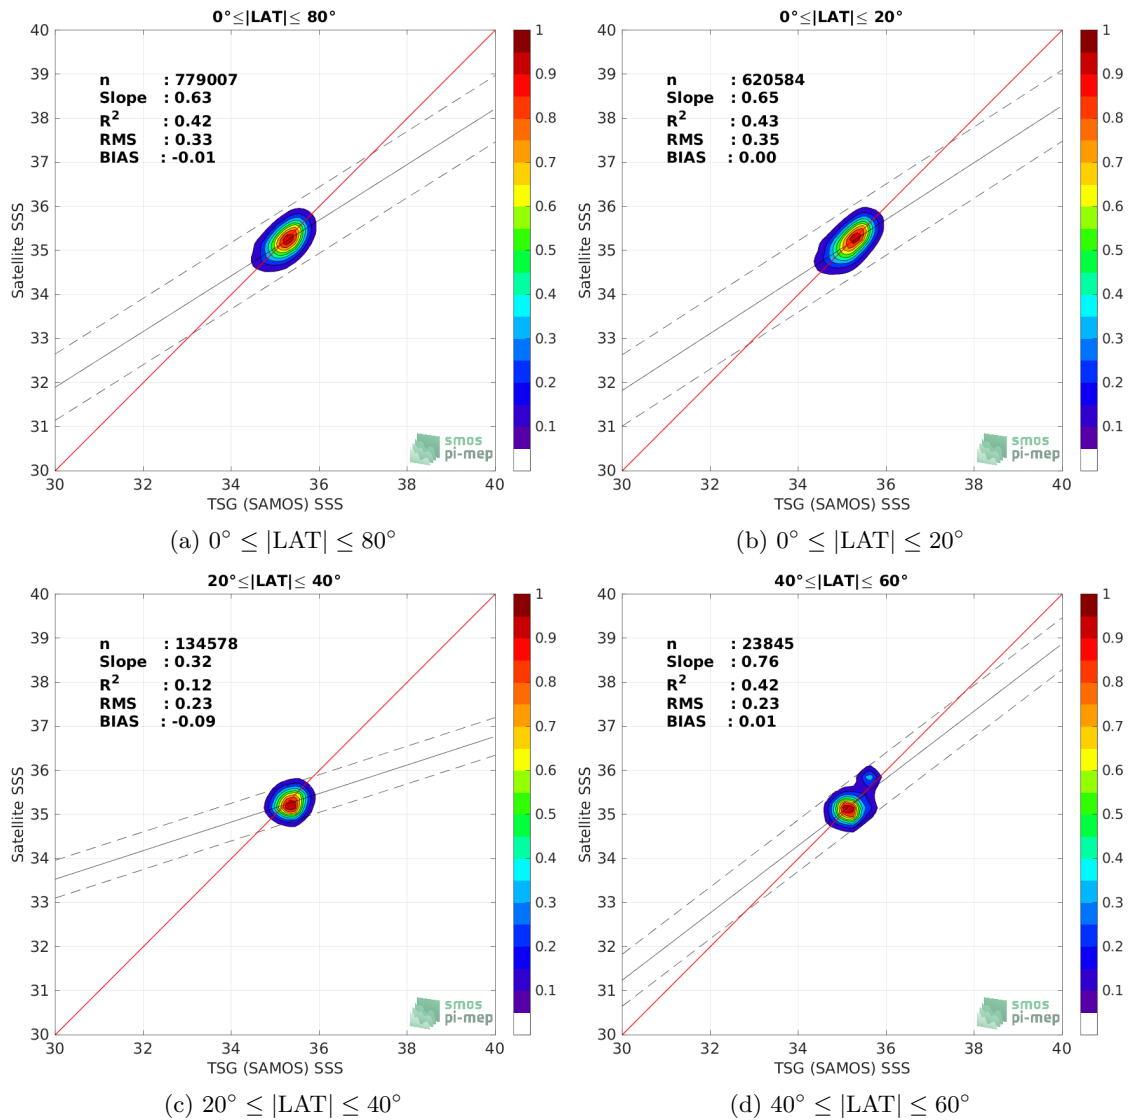 0°≤|LAT|≤ 80°
n : 779007
Slope : 0.63
R² : 0.42
RMS : 0.33
BIAS : -0.01
Satellite SSS
40
39
38
37
36
35
34
33
32
31
30
30 32 34 36 38 40
TSG (SAMOS) SSS
1
0.9
0.8
0.7
0.6
0.5
0.4
0.3
0.2
0.1
smos
pi-mep
(a) 0° ≤ |LAT| ≤ 80°
0°≤|LAT|≤ 20°
n : 620584
Slope : 0.65
R² : 0.43
RMS : 0.35
BIAS : 0.00
Satellite SSS
40
39
38
37
36
35
34
33
32
31
30
30 32 34 36 38 40
TSG (SAMOS) SSS
1
0.9
0.8
0.7
0.6
0.5
0.4
0.3
0.2
0.1
smos
pi-mep
(b) 0° ≤ |LAT| ≤ 20°
20°≤|LAT|≤ 40°
n : 134578
Slope : 0.32
R² : 0.12
RMS : 0.23
BIAS : -0.09
Satellite SSS
40
39
38
37
36
35
34
33
32
31
30
30 32 34 36 38 40
TSG (SAMOS) SSS
1
0.9
0.8
0.7
0.6
0.5
0.4
0.3
0.2
0.1
smos
pi-mep
(c) 20° ≤ |LAT| ≤ 40°
40°≤|LAT|≤ 60°
n : 23845
Slope : 0.76
R² : 0.42
RMS : 0.23
BIAS : 0.01
Satellite SSS
40
39
38
37
36
35
34
33
32
31
30
30 32 34 36 38 40
TSG (SAMOS) SSS
1
0.9
0.8
0.7
0.6
0.5
0.4
0.3
0.2
0.1
smos
pi-mep
(d) 40° ≤ |LAT| ≤ 60°